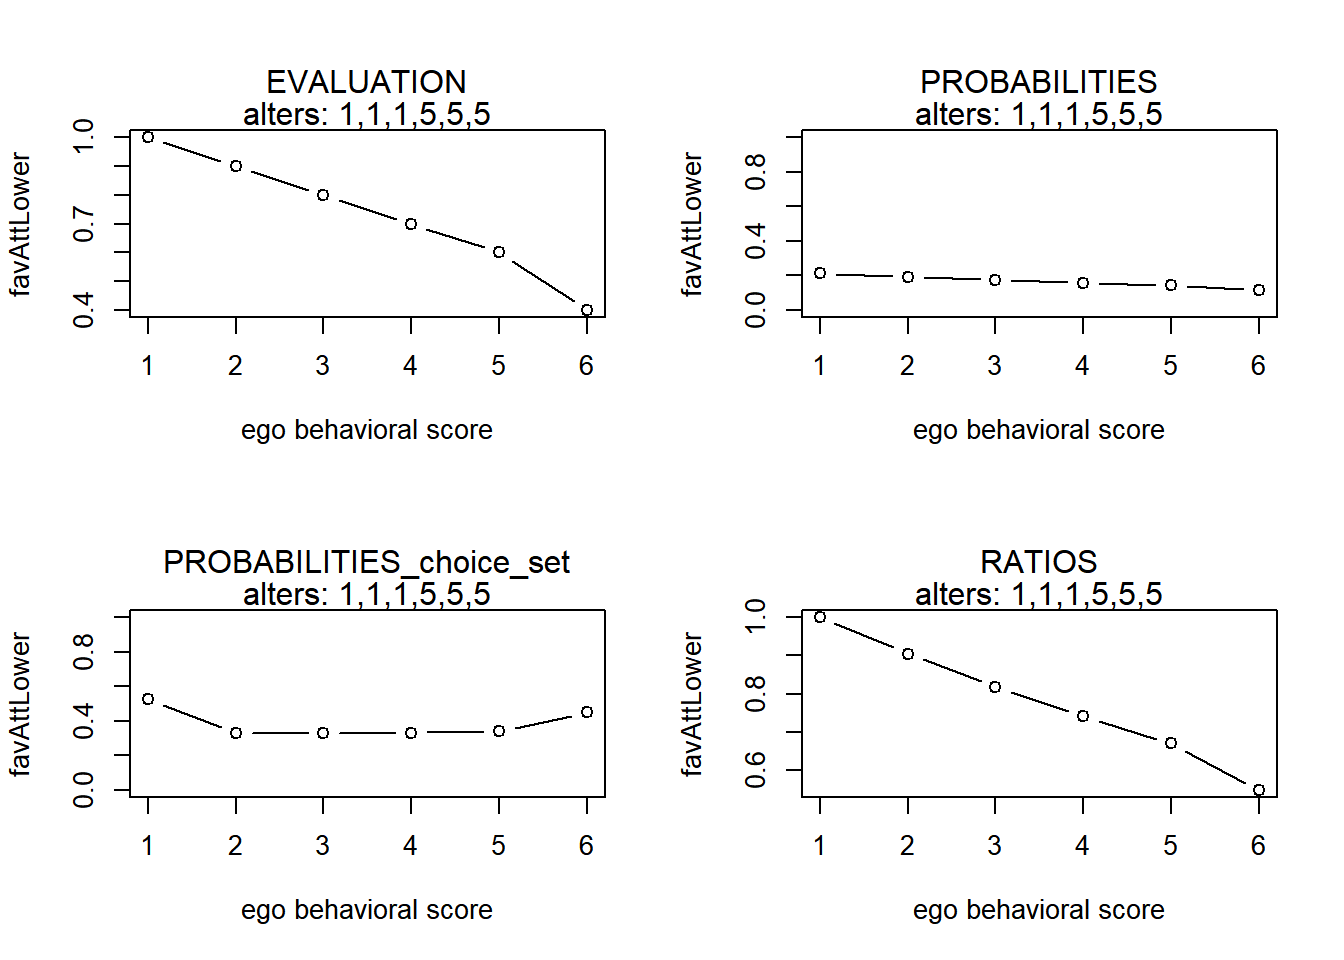 EVALUATION
alters: 1,1,1,5,5,5
favAttLower
1.0
0.7
0.4
1 2 3 4 5 6
ego behavioral score
PROBABILITIES
alters: 1,1,1,5,5,5
favAttLower
0.8
0.4
0.0
1 2 3 4 5 6
ego behavioral score
PROBABILITIES_choice_set
alters: 1,1,1,5,5,5
favAttLower
0.8
0.4
0.0
1 2 3 4 5 6
ego behavioral score
RATIOS
alters: 1,1,1,5,5,5
favAttLower
1.0
0.8
0.6
1 2 3 4 5 6
ego behavioral score